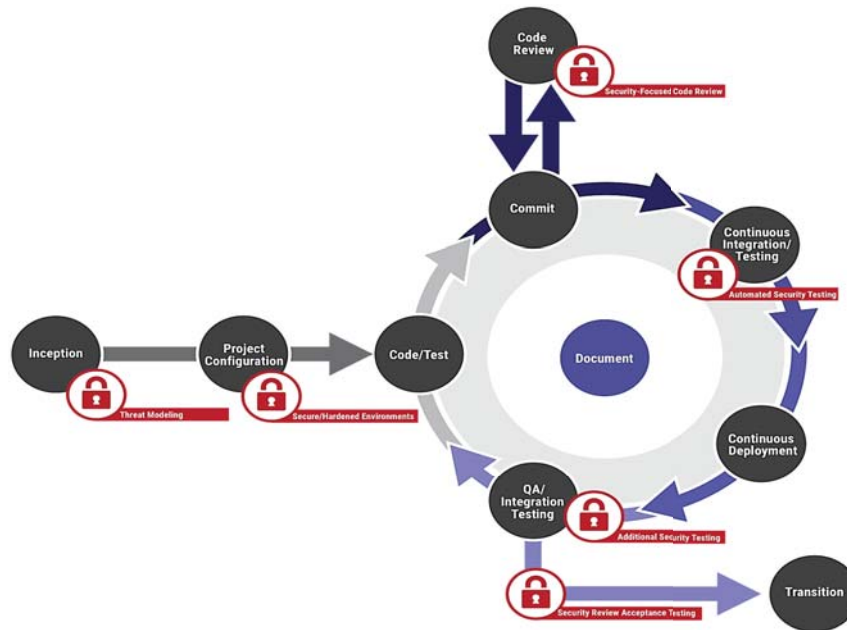 Code
Review
Security-Focused Code Review
Commit
Continuous
Integration/
Testing
Automated Security Testing
Inception
Threat Modeling
Project
Configuration
Secure/Hardened Environments
Code/Test
Document
Continuous
Deployment
QA/
Integration
Testing
Additional Security Testing
Security Review Acceptance Testing
Transition